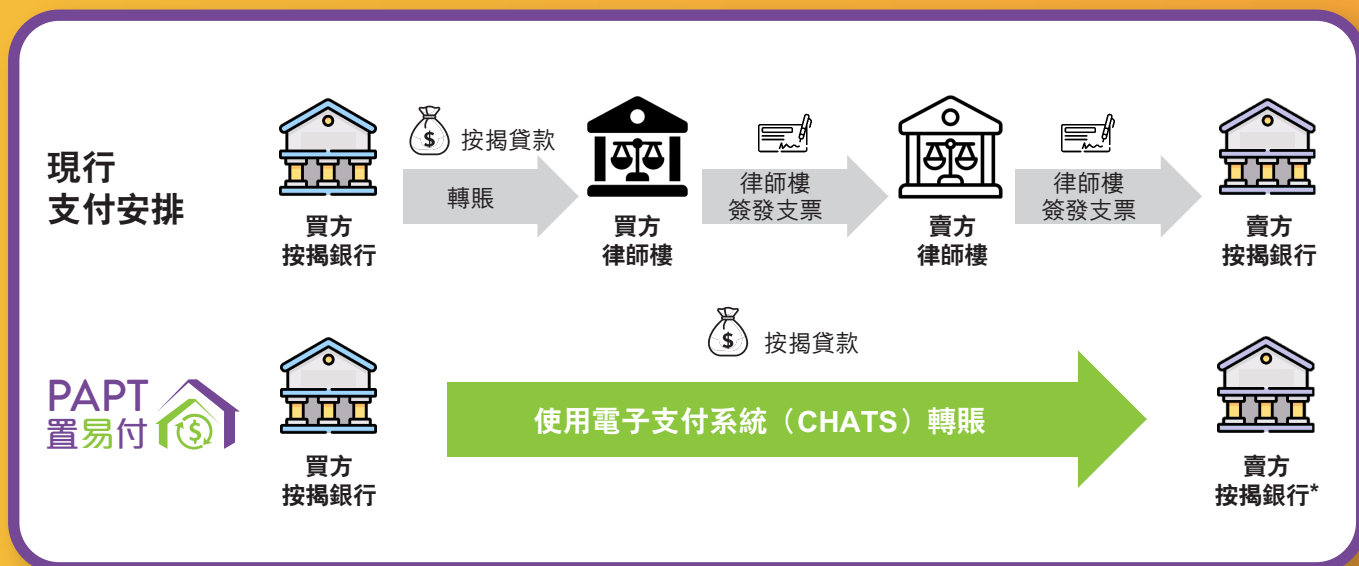 現行
支付安排
買方
按揭銀行
$ 按揭貸款
轉賬
買方
律師樓
律師樓
簽發支票
賣方
律師樓
律師樓
簽發支票
賣方
按揭銀行
PAPT
置易付
$
買方
按揭銀行
$ 按揭貸款
使用電子支付系統（CHATS）轉賬
賣方
按揭銀行*